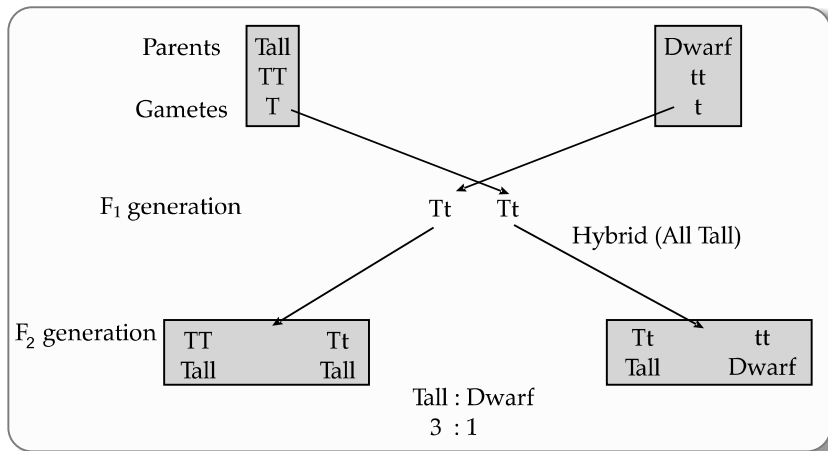 Parents Tall Dwarf
TT tt
Gametes T t
F₁ generation Tt Tt
Hybrid (All Tall)
F₂ generation TT Tt Tt tt
Tall Tall Tall Dwarf
Tall : Dwarf
3 : 1